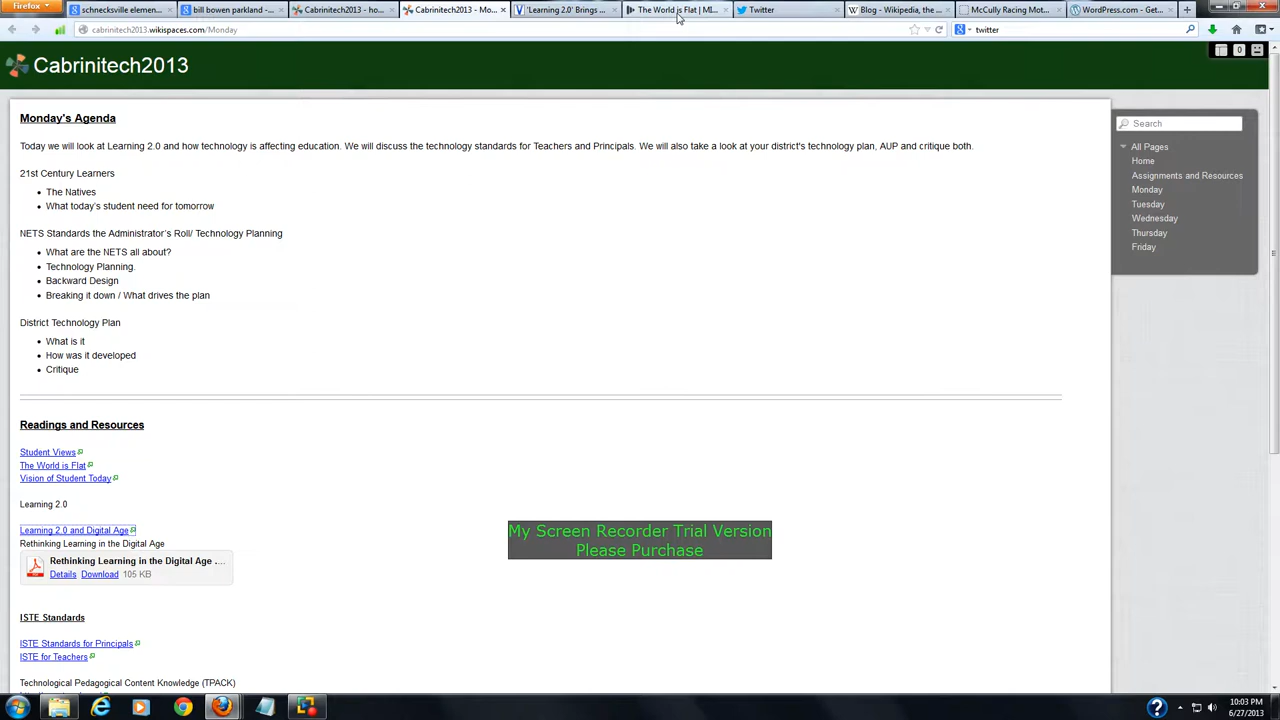 Firefox
schnecksville elemen...
bill bowen parkland -...
Cabrinitech2013 - ho...
Cabrinitech2013 - Mo...
'Learning 2.0' Brings ...
The World is Flat | MI...
Twitter
Blog - Wikipedia, the ...
McCully Racing Mot...
WordPress.com - Get...
cabrinitech2013.wikispaces.com/Monday
twitter
Cabrinitech2013
0
Monday's Agenda
Today we will look at Learning 2.0 and how technology is affecting education. We will discuss the technology standards for Teachers and Principals. We will also take a look at your district's technology plan, AUP and critique both.
21st Century Learners
• The Natives
• What today's student need for tomorrow
NETS Standards the Administrator's Roll/ Technology Planning
• What are the NETS all about?
• Technology Planning.
• Backward Design
• Breaking it down / What drives the plan
District Technology Plan
• What is it
• How was it developed
• Critique
Readings and Resources
Student Views
The World is Flat
Vision of Student Today
Learning 2.0
Learning 2.0 and Digital Age
Rethinking Learning in the Digital Age
Rethinking Learning in the Digital Age ....
Details Download 105 KB
ISTE Standards
ISTE Standards for Principals
ISTE for Teachers
Technological Pedagogical Content Knowledge (TPACK)
Search
All Pages
Home
Assignments and Resources
Monday
Tuesday
Wednesday
Thursday
Friday
My Screen Recorder Trial Version
Please Purchase
10:03 PM
6/27/2013